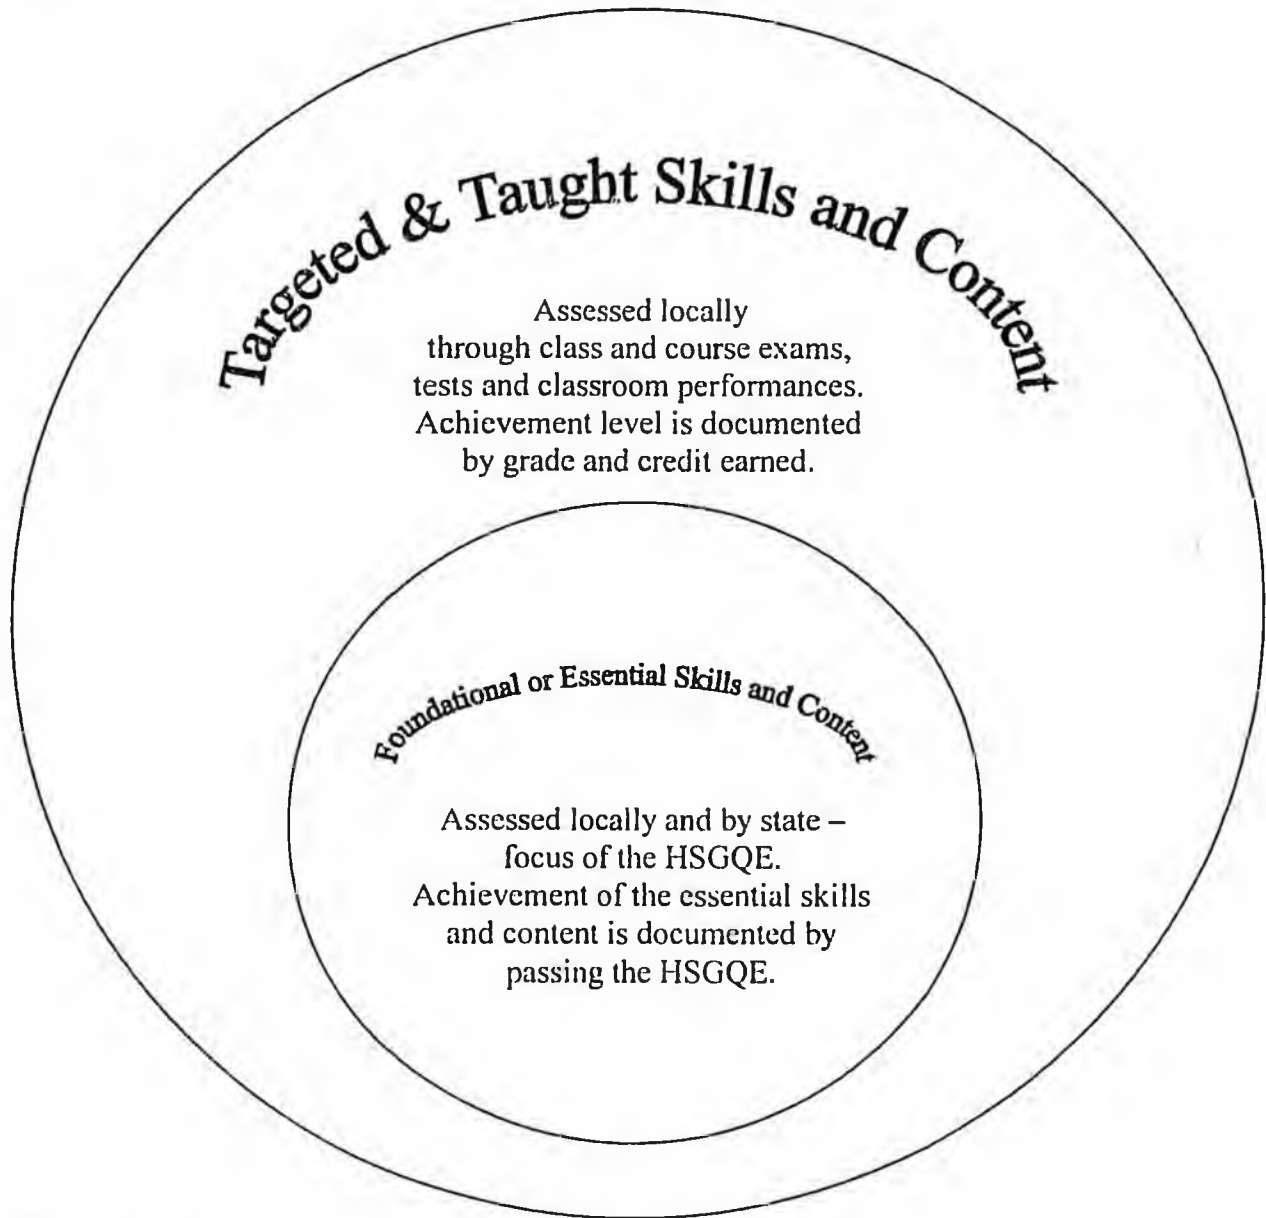 Targeted & Taught Skills and Content
Assessed locally
through class and course exams,
tests and classroom performances.
Achievement level is documented
by grade and credit earned.
Foundational or Essential Skills and Content
Assessed locally and by state –
focus of the HSGQE.
Achievement of the essential skills
and content is documented by
passing the HSGQE.